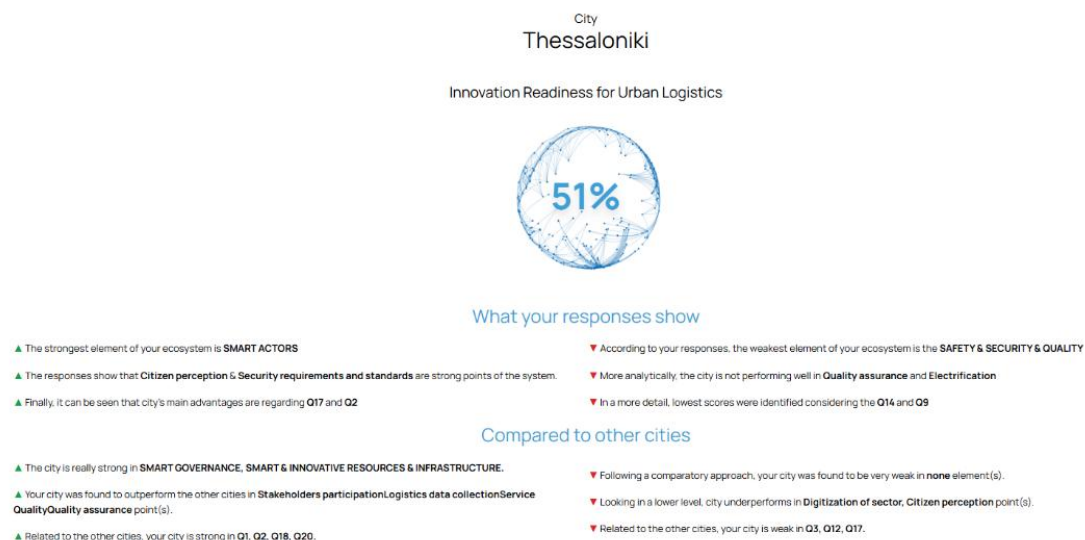 City
Thessaloniki
Innovation Readiness for Urban Logistics
51%
What your responses show
▲ The strongest element of your ecosystem is SMART ACTORS
▲ The responses show that Citizen perception & Security requirements and standards are strong points of the system.
▲ Finally, it can be seen that city's main advantages are regarding Q17 and Q2
▼ According to your responses, the weakest element of your ecosystem is the SAFETY & SECURITY & QUALITY
▼ More analytically, the city is not performing well in Quality assurance and Electrification
▼ In a more detail, lowest scores were identified considering the Q14 and Q9
Compared to other cities
▲ The city is really strong in SMART GOVERNANCE, SMART & INNOVATIVE RESOURCES & INFRASTRUCTURE.
▲ Your city was found to outperform the other cities in Stakeholders participationLogistics data collectionService
QualityQuality assurance point(s).
▲ Related to the other cities, your city is strong in Q1, Q2, Q18, Q20.
▼ Following a comparatory approach, your city was found to be very weak in none element(s).
▼ Looking in a lower level, city underperforms in Digitization of sector, Citizen perception point(s).
▼ Related to the other cities, your city is weak in Q3, Q12, Q17.